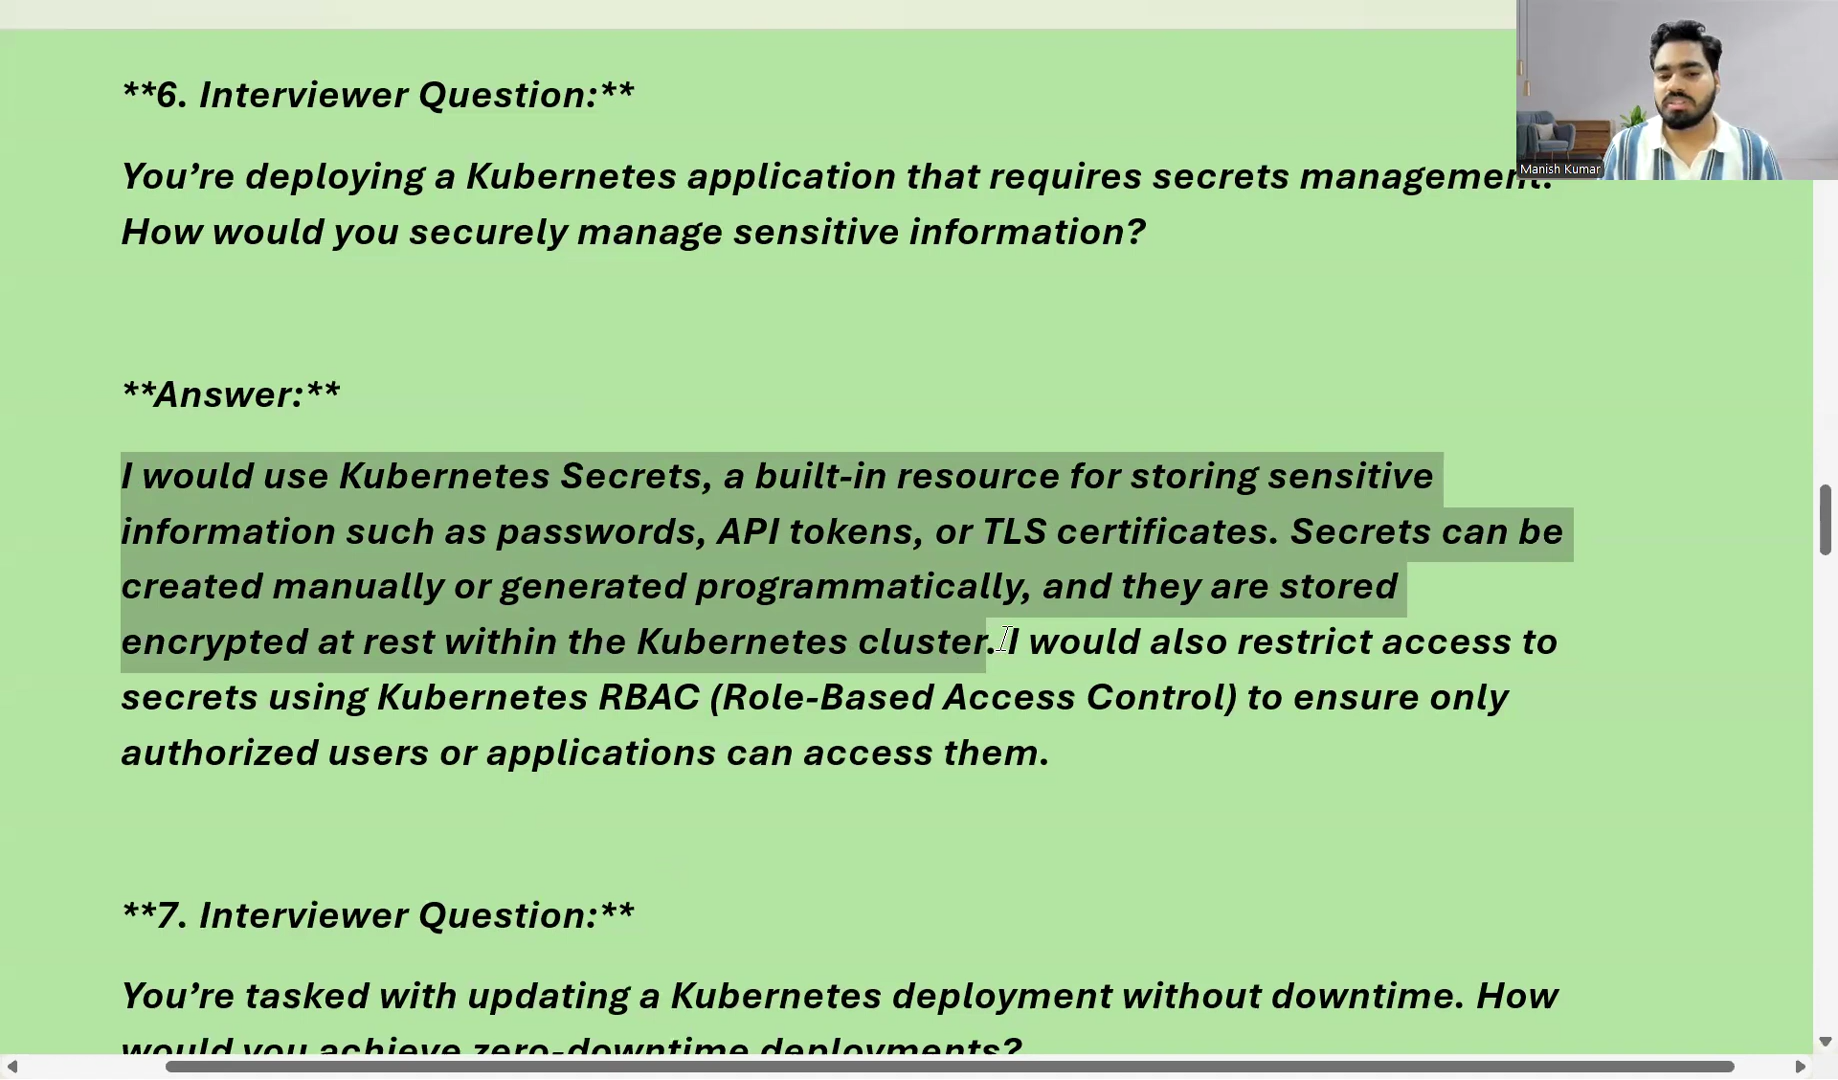 **6. Interviewer Question:**
You're deploying a Kubernetes application that requires secrets management.
How would you securely manage sensitive information?
Manish Kumar
**Answer:**
I would use Kubernetes Secrets, a built-in resource for storing sensitive
information such as passwords, API tokens, or TLS certificates. Secrets can be
created manually or generated programmatically, and they are stored
encrypted at rest within the Kubernetes cluster. I would also restrict access to
secrets using Kubernetes RBAC (Role-Based Access Control) to ensure only
authorized users or applications can access them.
**7. Interviewer Question:**
You're tasked with updating a Kubernetes deployment without downtime. How
would you achieve zero-downtime deployments?